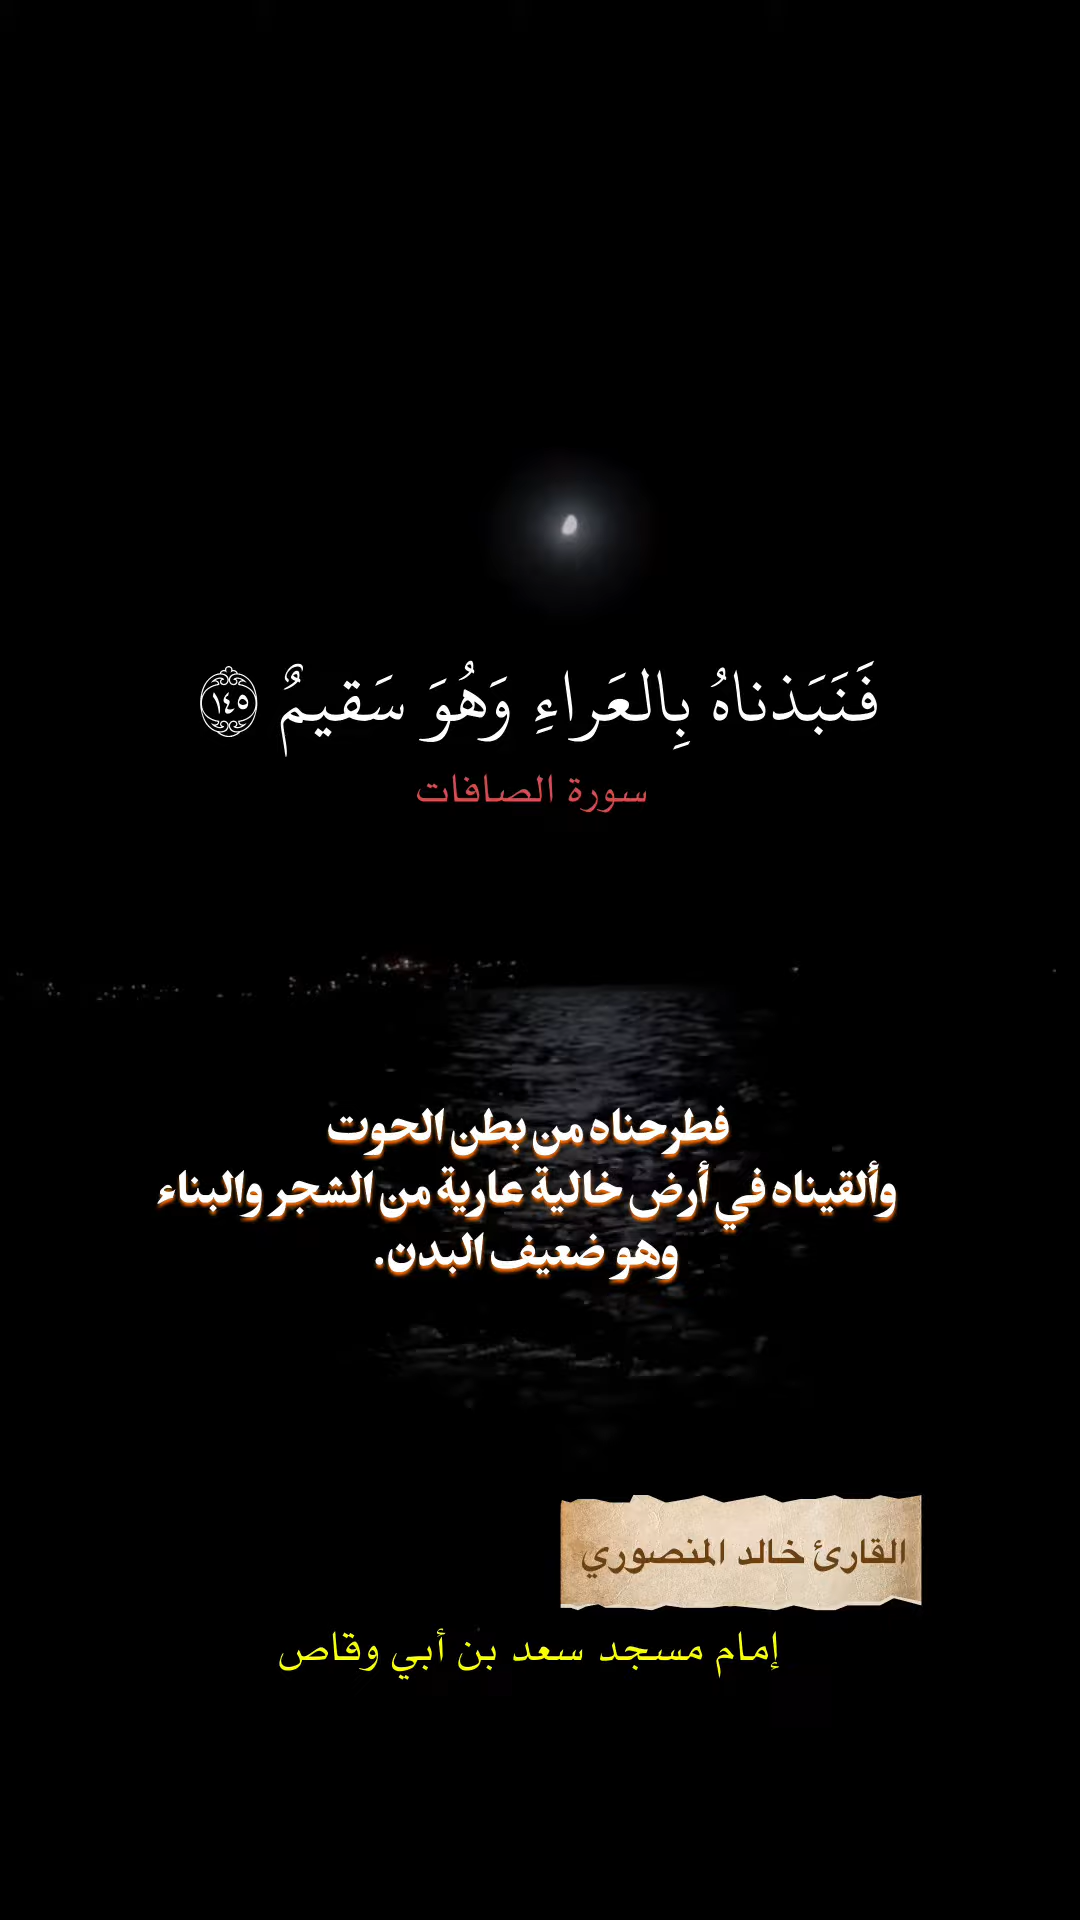 فَنَبَذناهُ بِالعَراءِ وَهُوَ سَقيمٌ ١٤٥
سورة الصافات
فطرحناه من بطن الحوت
وألقيناه في أرض خالية عارية من الشجر والبناء
وهو ضعيف البدن.
القارئ خالد المنصوري
إمام مسجد سعد بن أبي وقاص